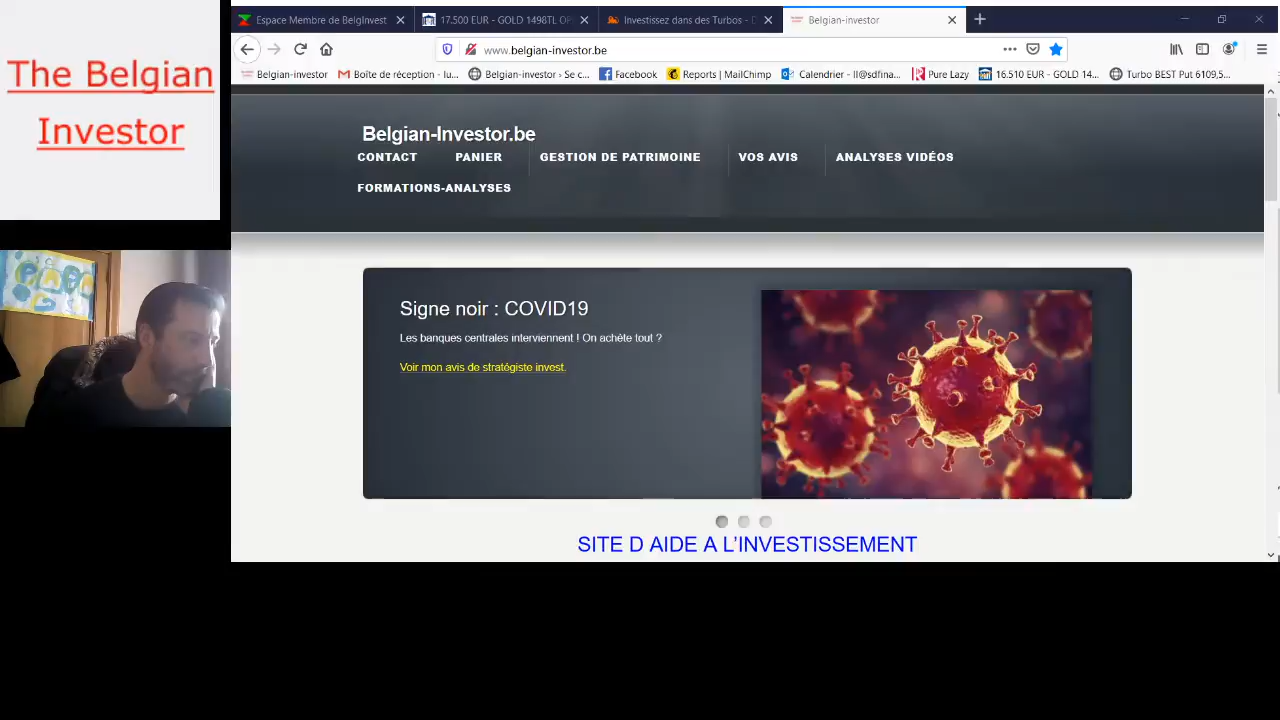 The Belgian
Investor
Espace Membre de BelgInvest
17.500 EUR - GOLD 1498TL OP
Investissez dans des Turbos -
Belgian-investor
www.belgian-investor.be
Belgian-investor
Boîte de réception - lu...
Belgian-investor › Se c...
Facebook
Reports | MailChimp
Calendrier - ll@sdfina...
Pure Lazy
16.510 EUR - GOLD 14...
Turbo BEST Put 6109,5...
Belgian-Investor.be
CONTACT
PANIER
GESTION DE PATRIMOINE
VOS AVIS
ANALYSES VIDÉOS
FORMATIONS-ANALYSES
Signe noir : COVID19
Les banques centrales interviennent ! On achète tout ?
Voir mon avis de stratégiste invest.
SITE D AIDE A L’INVESTISSEMENT